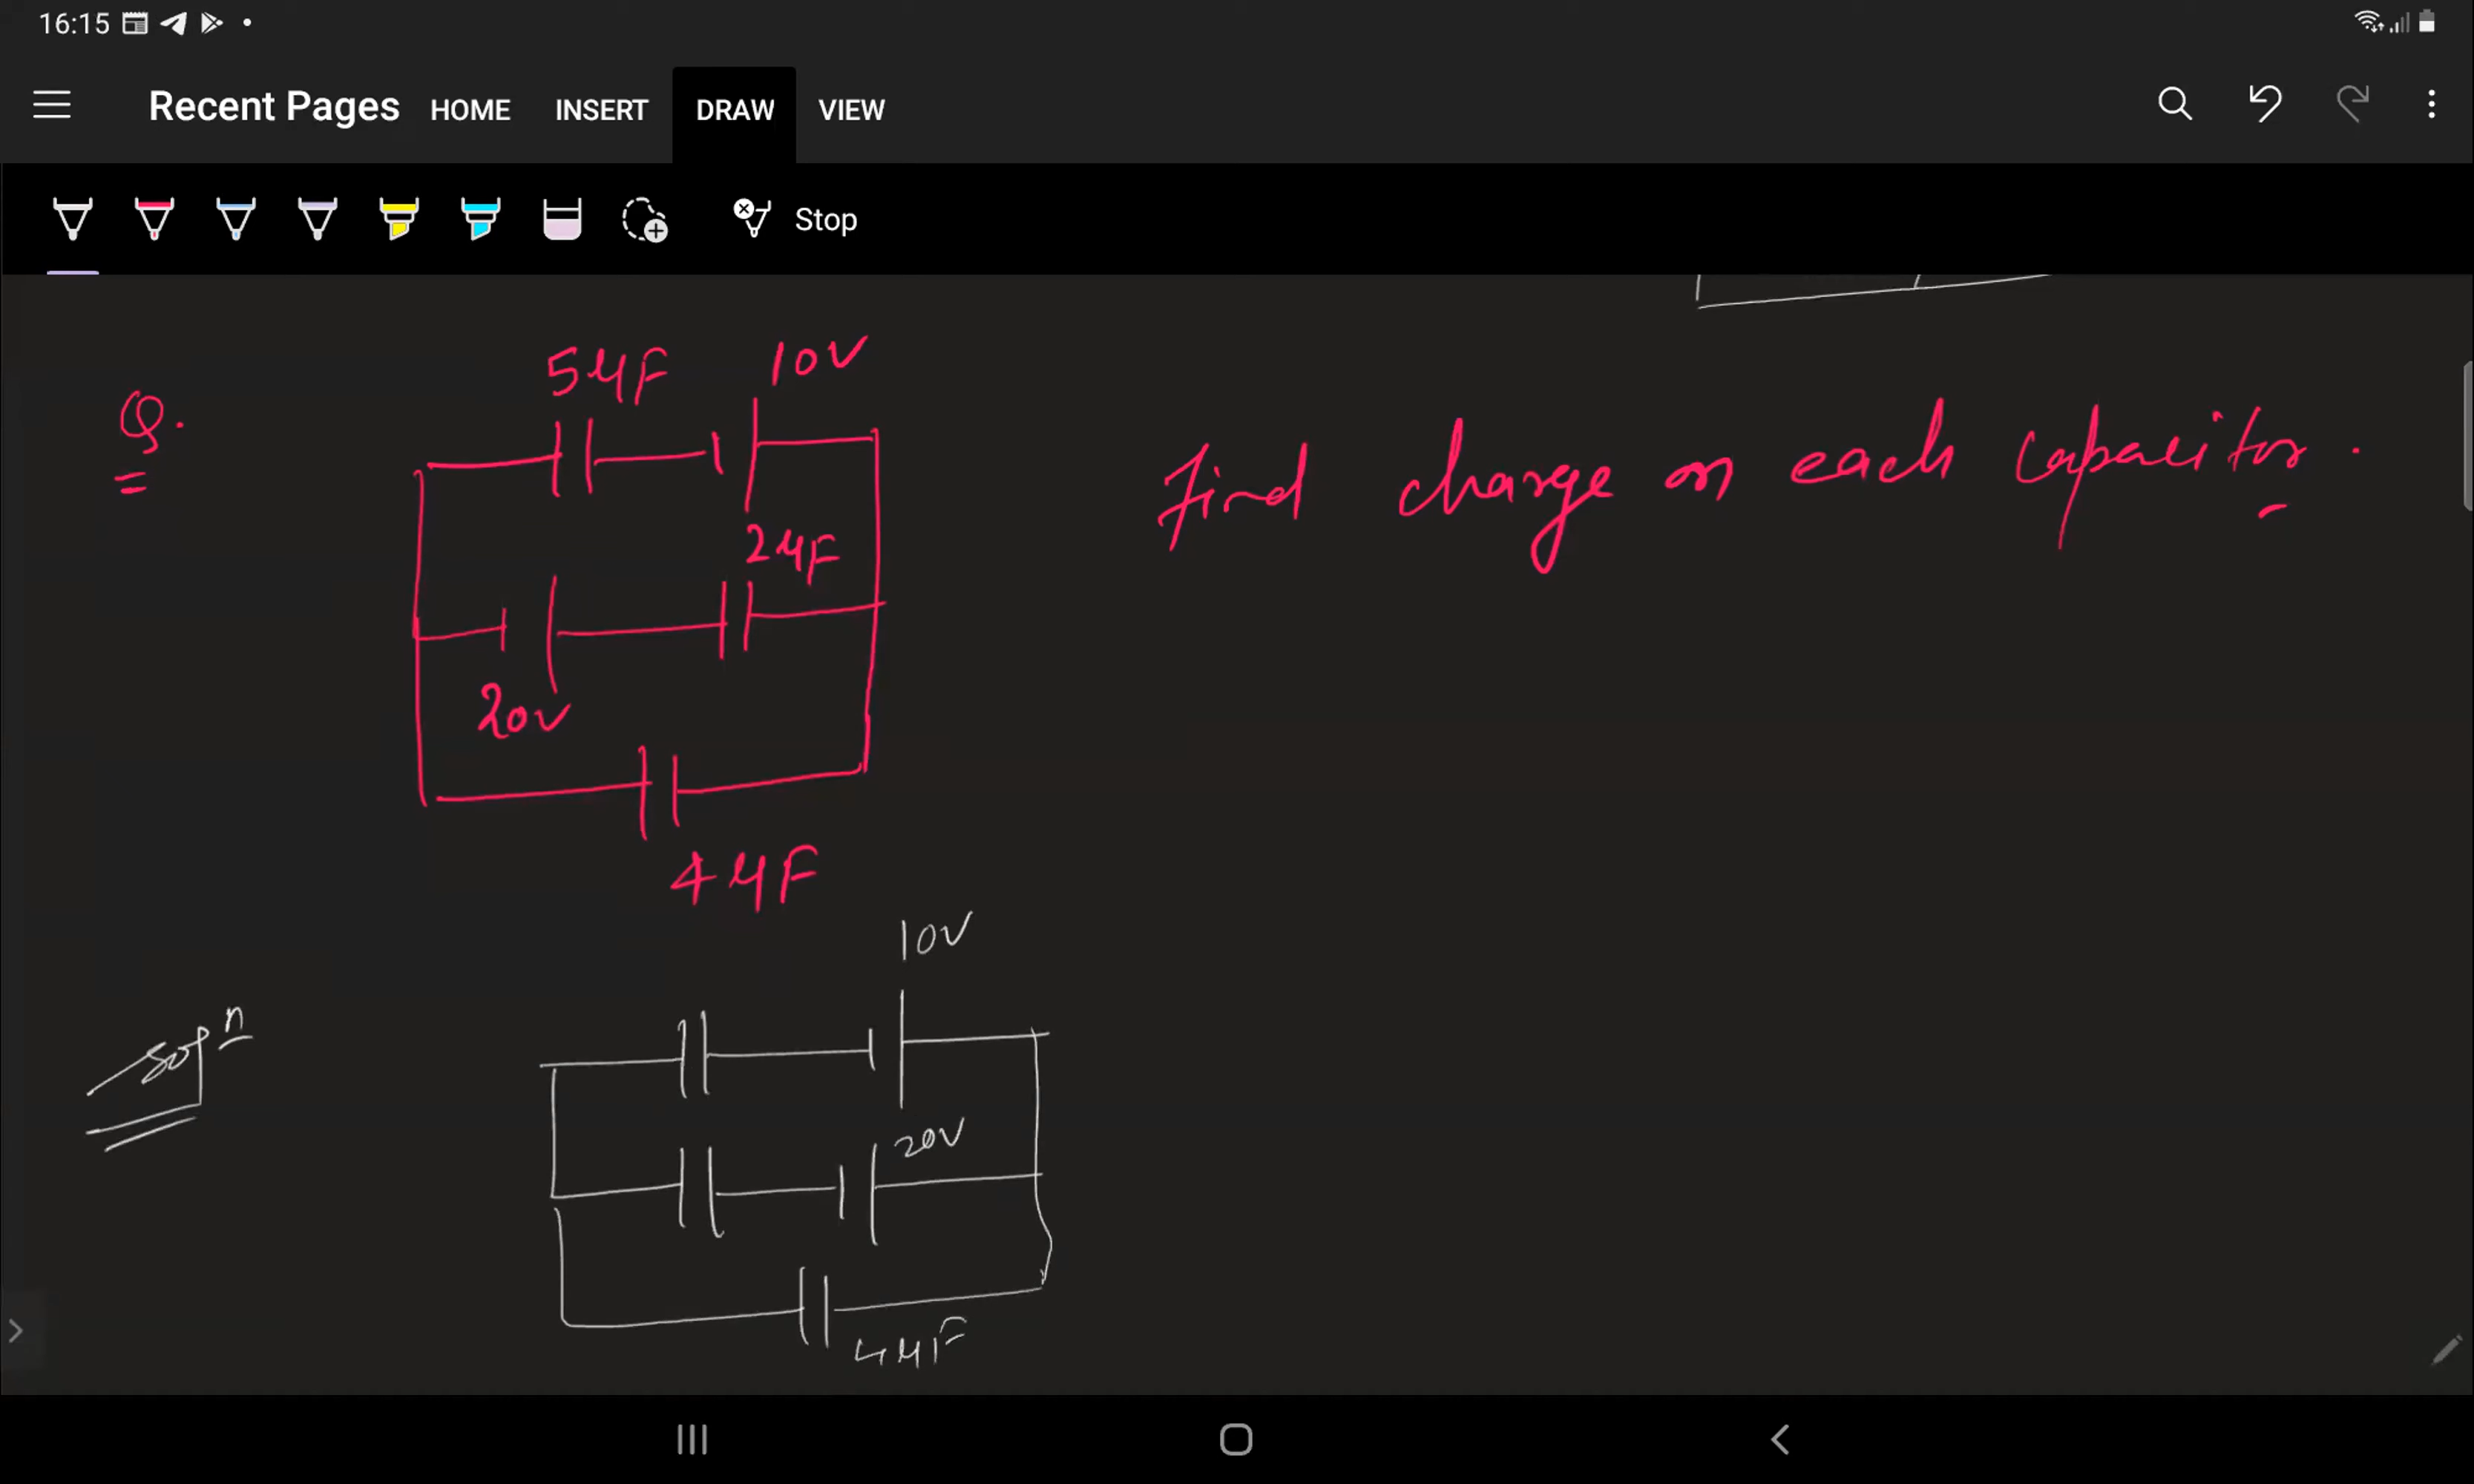 16:15
Recent Pages HOME INSERT DRAW VIEW
Stop
5μF 10V
Q.
Find charge on each capacitor.
2μF
20V
4μF
10V
Solⁿ
20V
4μF